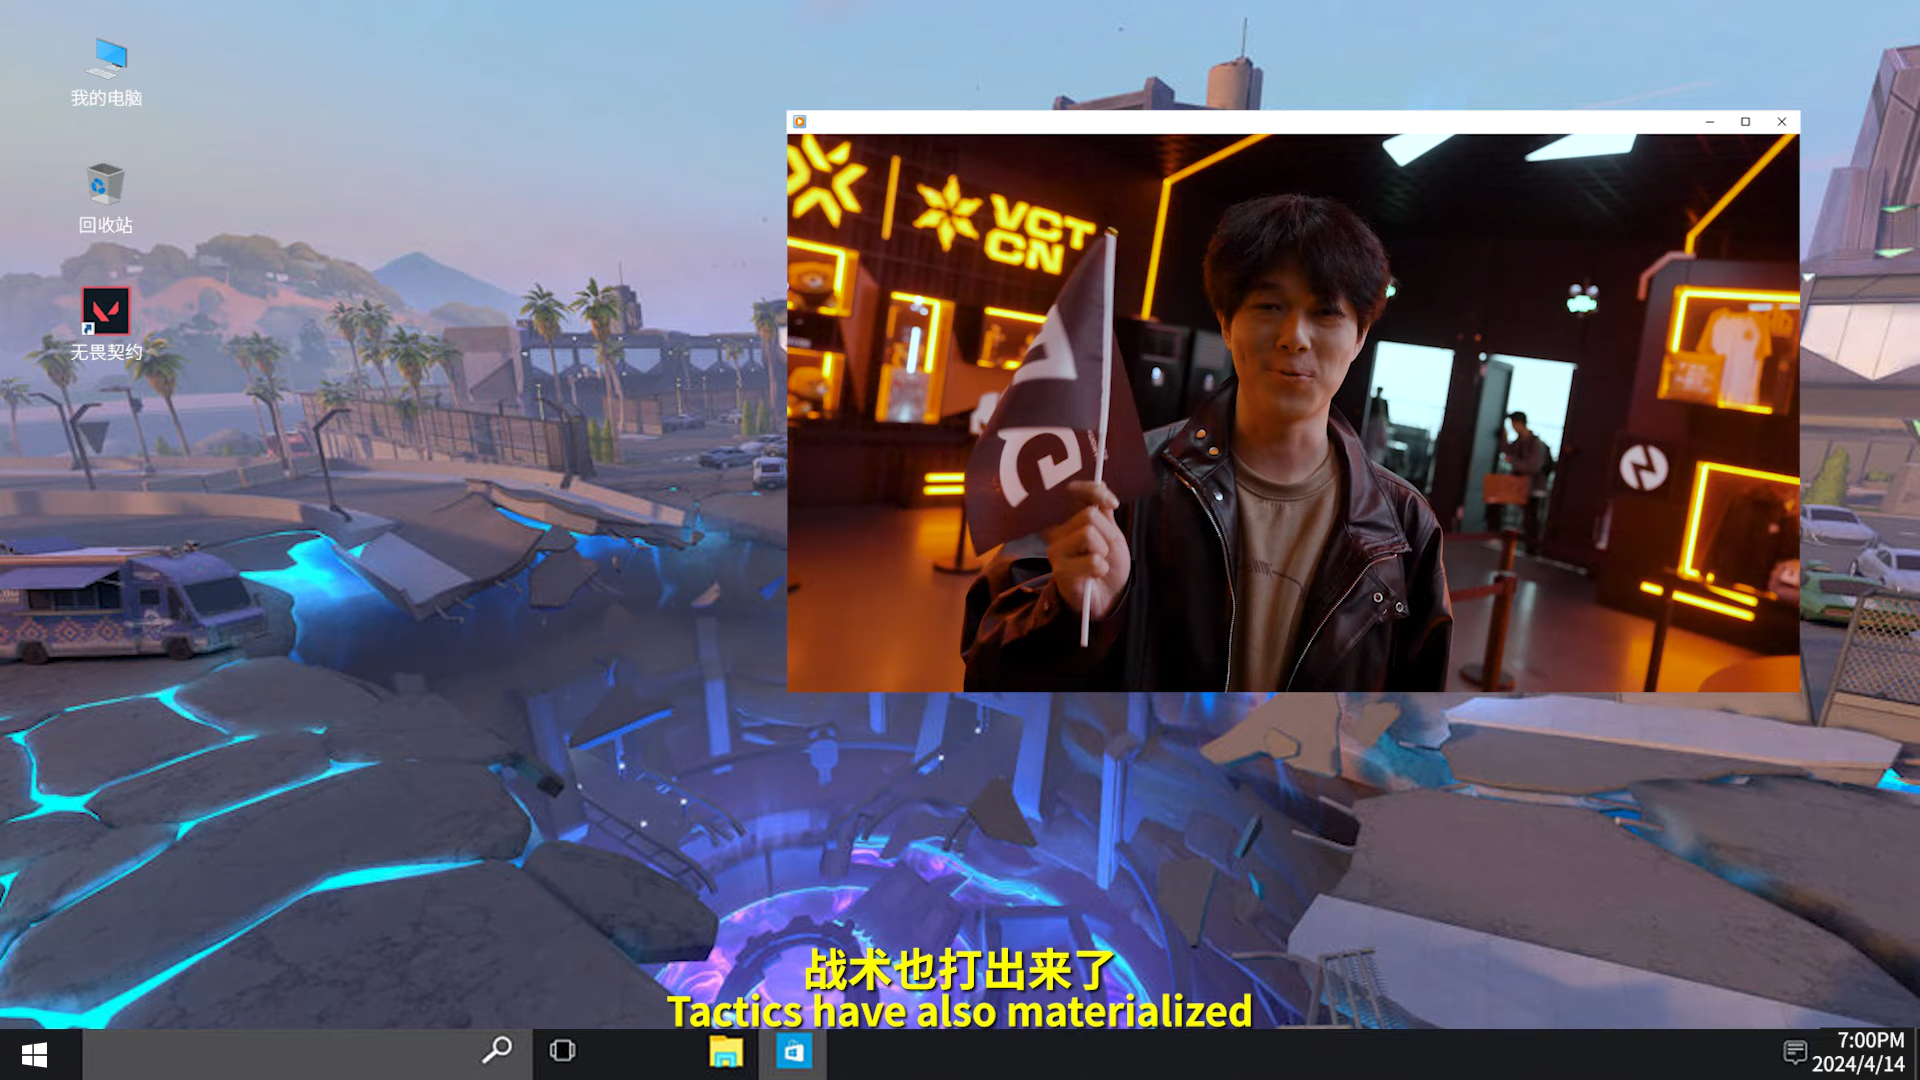 我的电脑
回收站
无畏契约
VCT
CN
战术也打出来了
Tactics have also materialized
7:00PM
2024/4/14